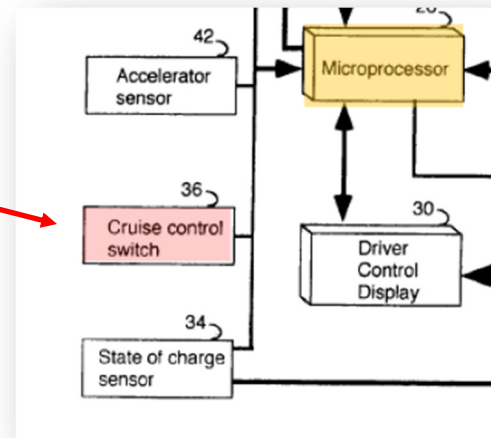 42
Accelerator
sensor
Microprocessor
36
Cruise control
switch
30
Driver
Control
Display
34
State of charge
sensor